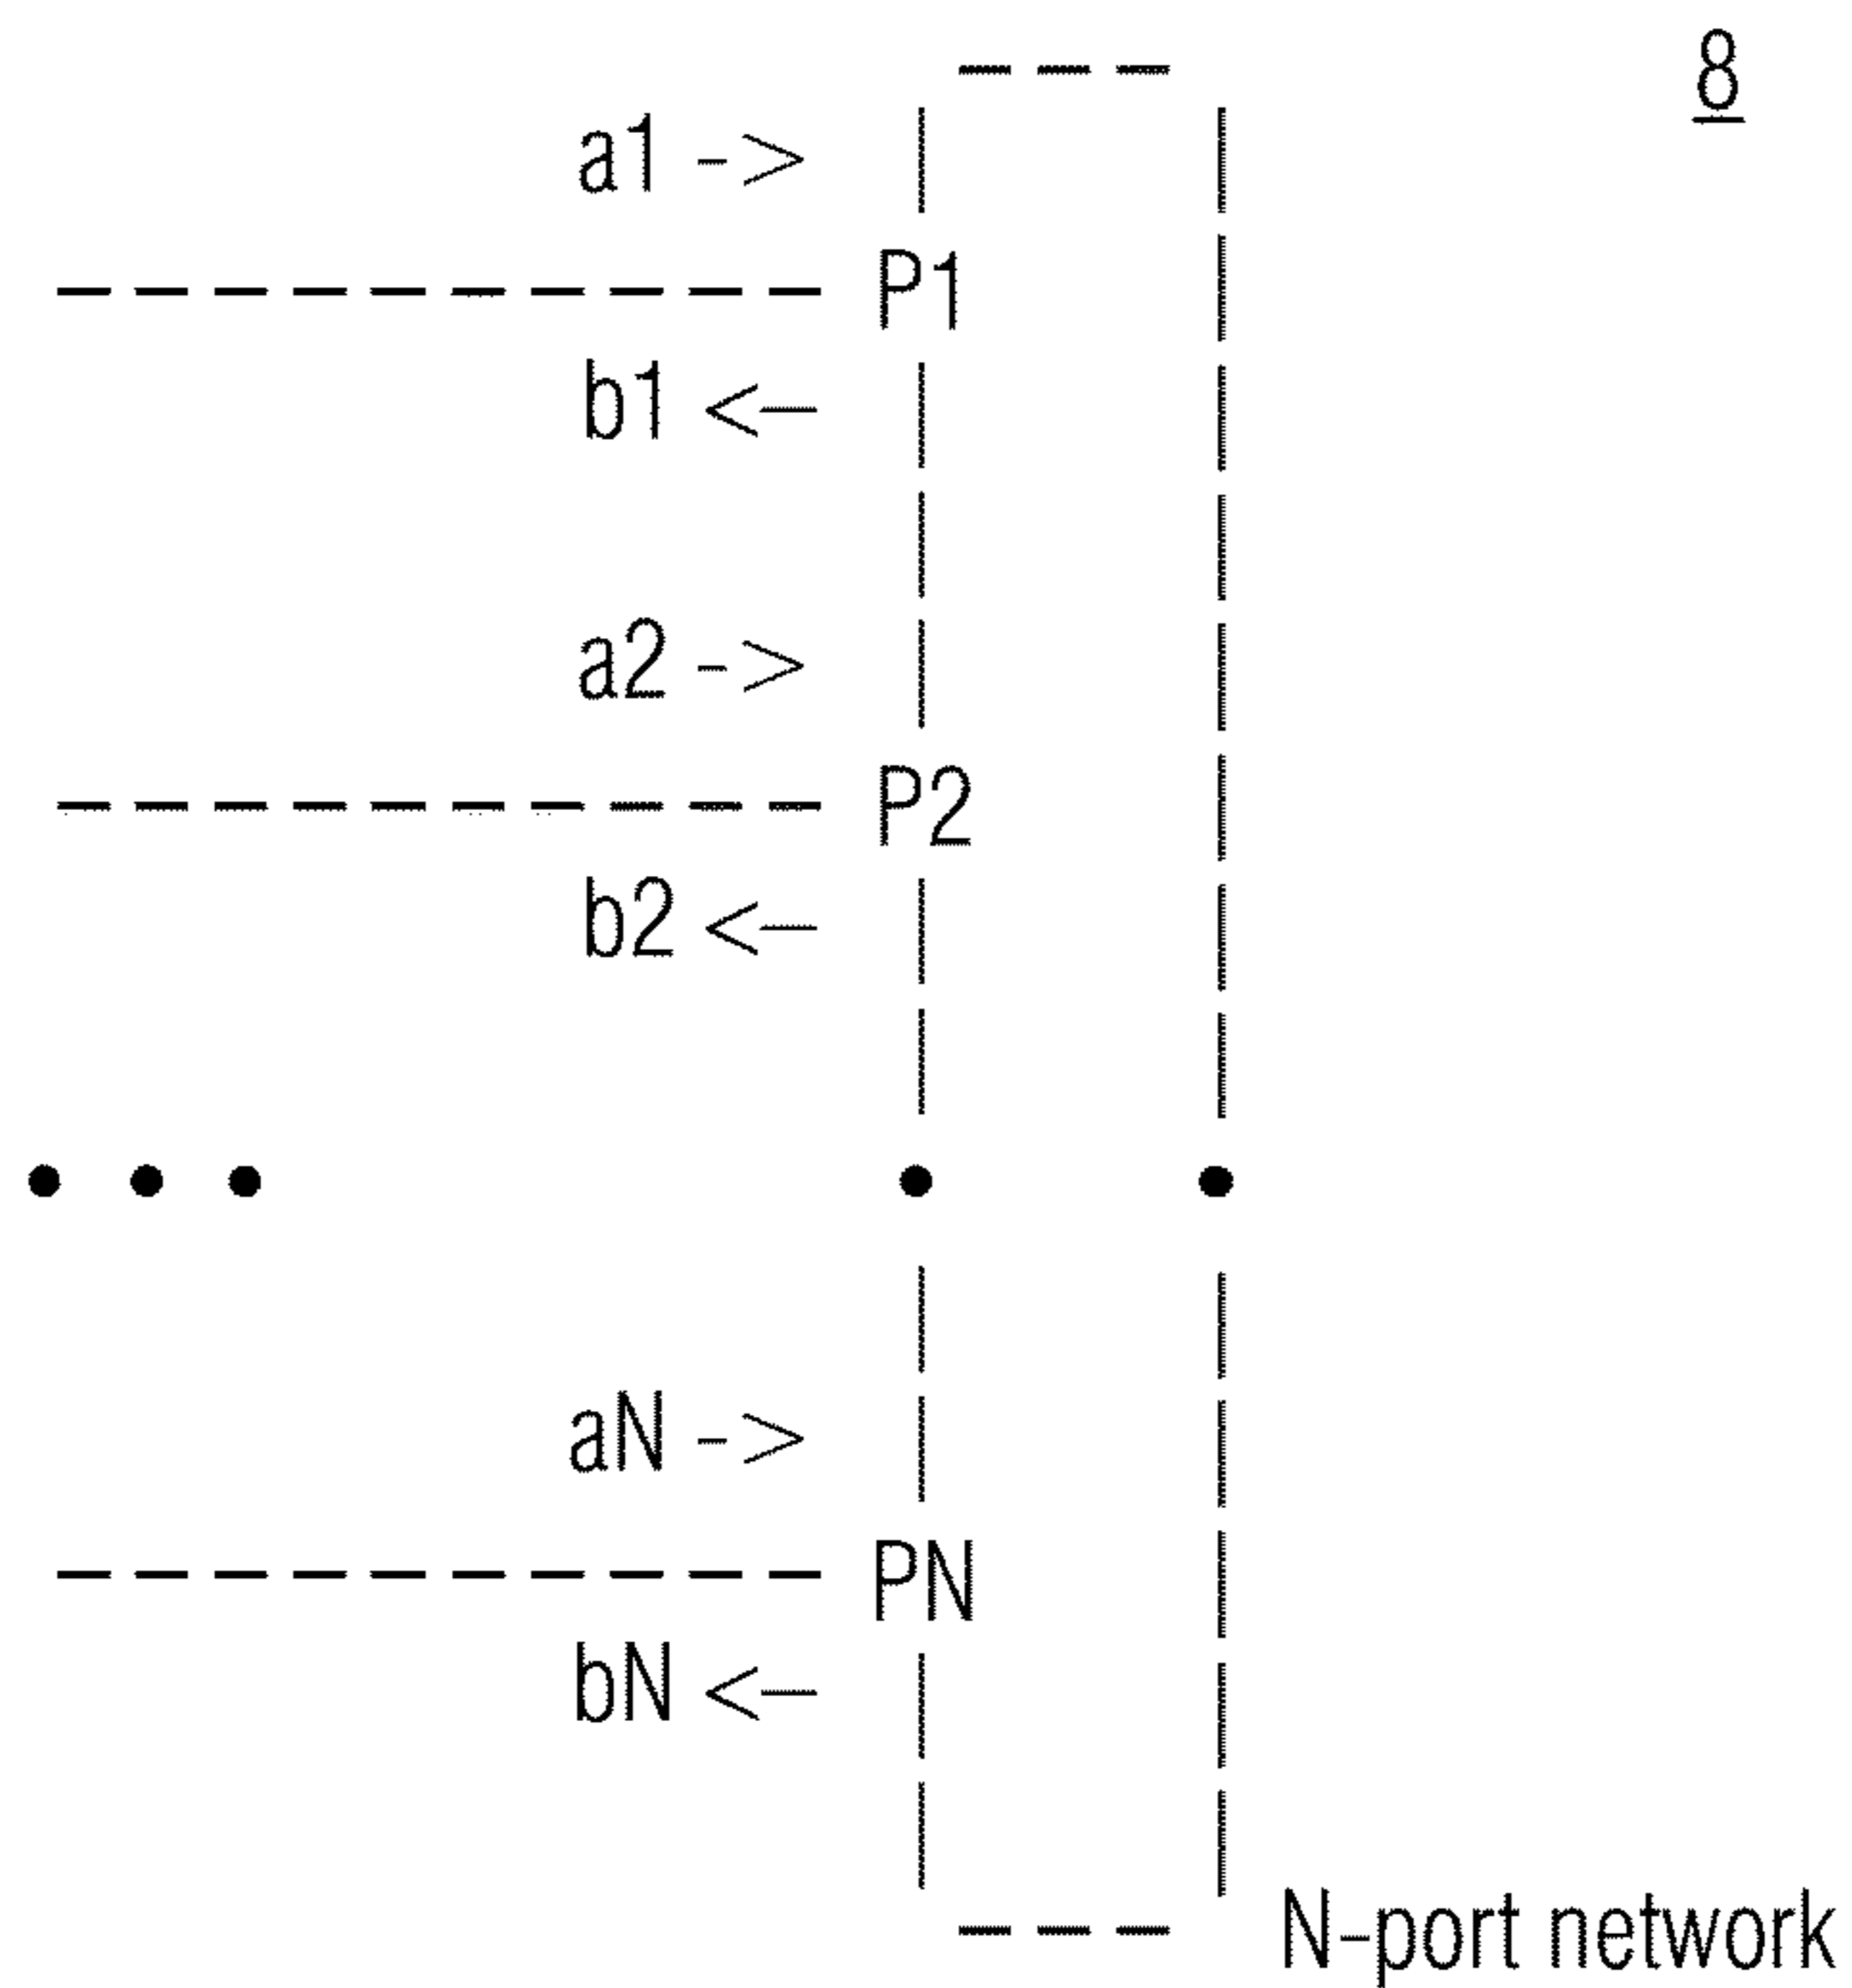 8
a1 ->
P1
b1 <-
a2 ->
P2
b2 <-
aN ->
PN
bN <-
N-port network